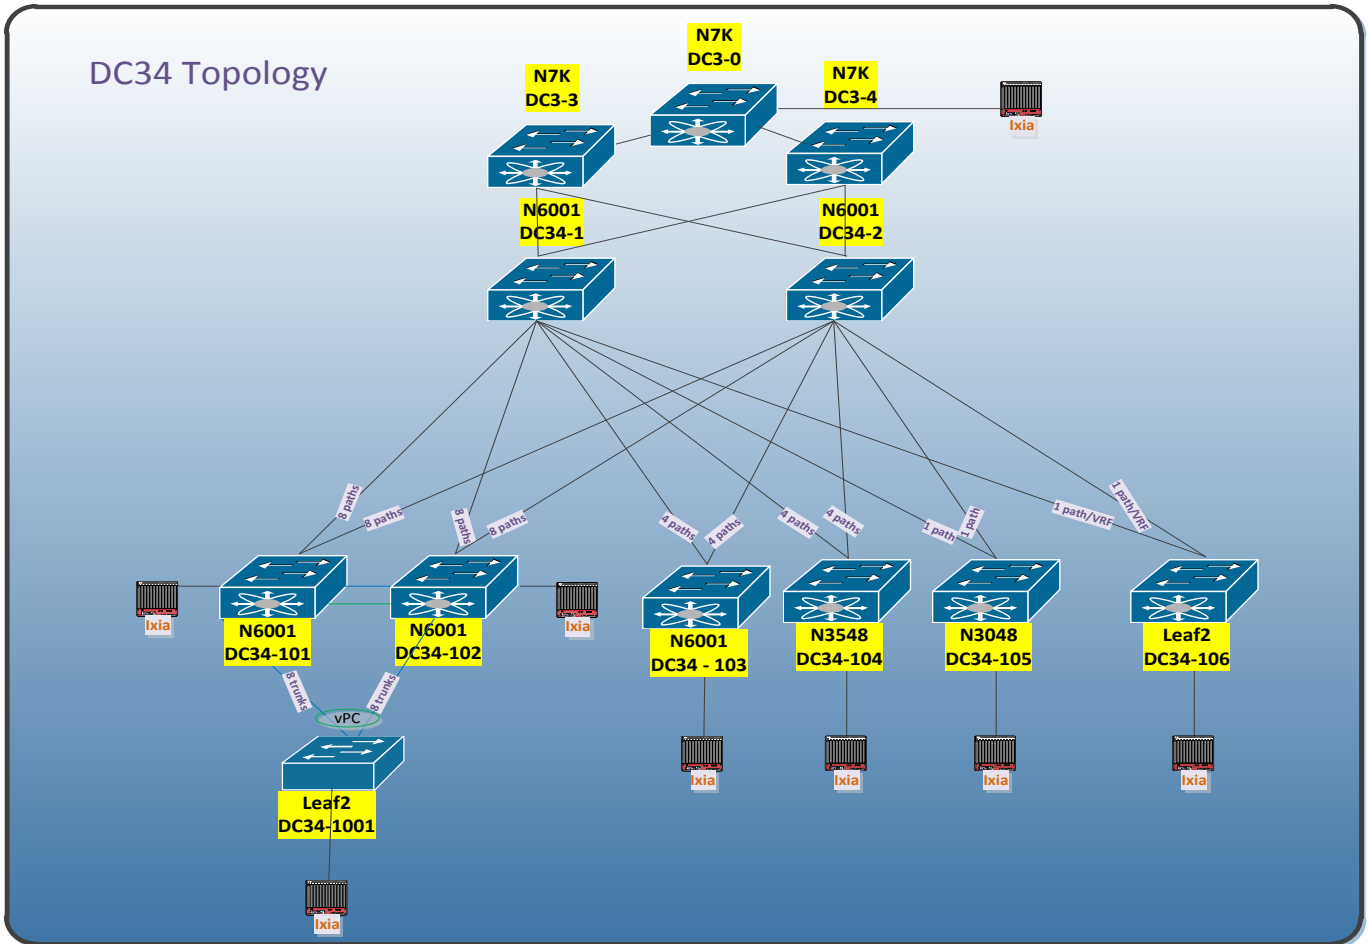 DC34 Topology
N7K
DC3-0
N7K
DC3-3
N7K
DC3-4
Ixia
N6001
DC34-1
N6001
DC34-2
8 paths
8 paths
8 paths
8 paths
4 paths
4 paths
4 paths
4 paths
1 path
1 path
1 path/VRF
1 path/VRF
Ixia
N6001
DC34-101
N6001
DC34-102
Ixia
N6001
DC34 - 103
N3548
DC34-104
N3048
DC34-105
Leaf2
DC34-106
8 trunks
8 trunks
vPC
Leaf2
DC34-1001
Ixia
Ixia
Ixia
Ixia
Ixia